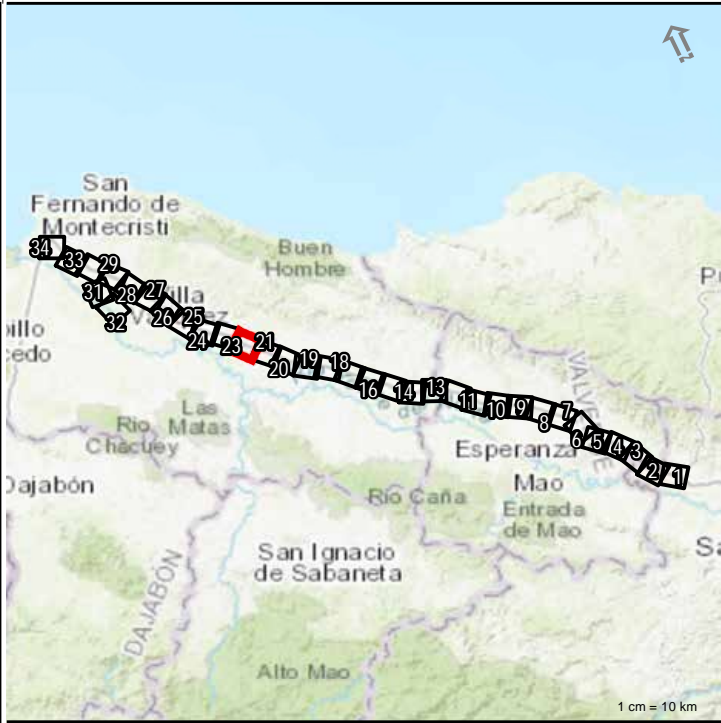 San
Fernando de
Montecristi
Buen
Hombre
34
33
29
31
28
27
32
26
25
24
23
21
20
19
18
16
14
13
11
10
9
8
7
6
5
4
3
2
1
Las
Matas
Rio
Chacuey
Dajabón
Río Caña
Esperanza
Mao
Entrada
de Mao
San Ignacio
de Sabaneta
DAJABÓN
Alto Mao
1 cm = 10 km